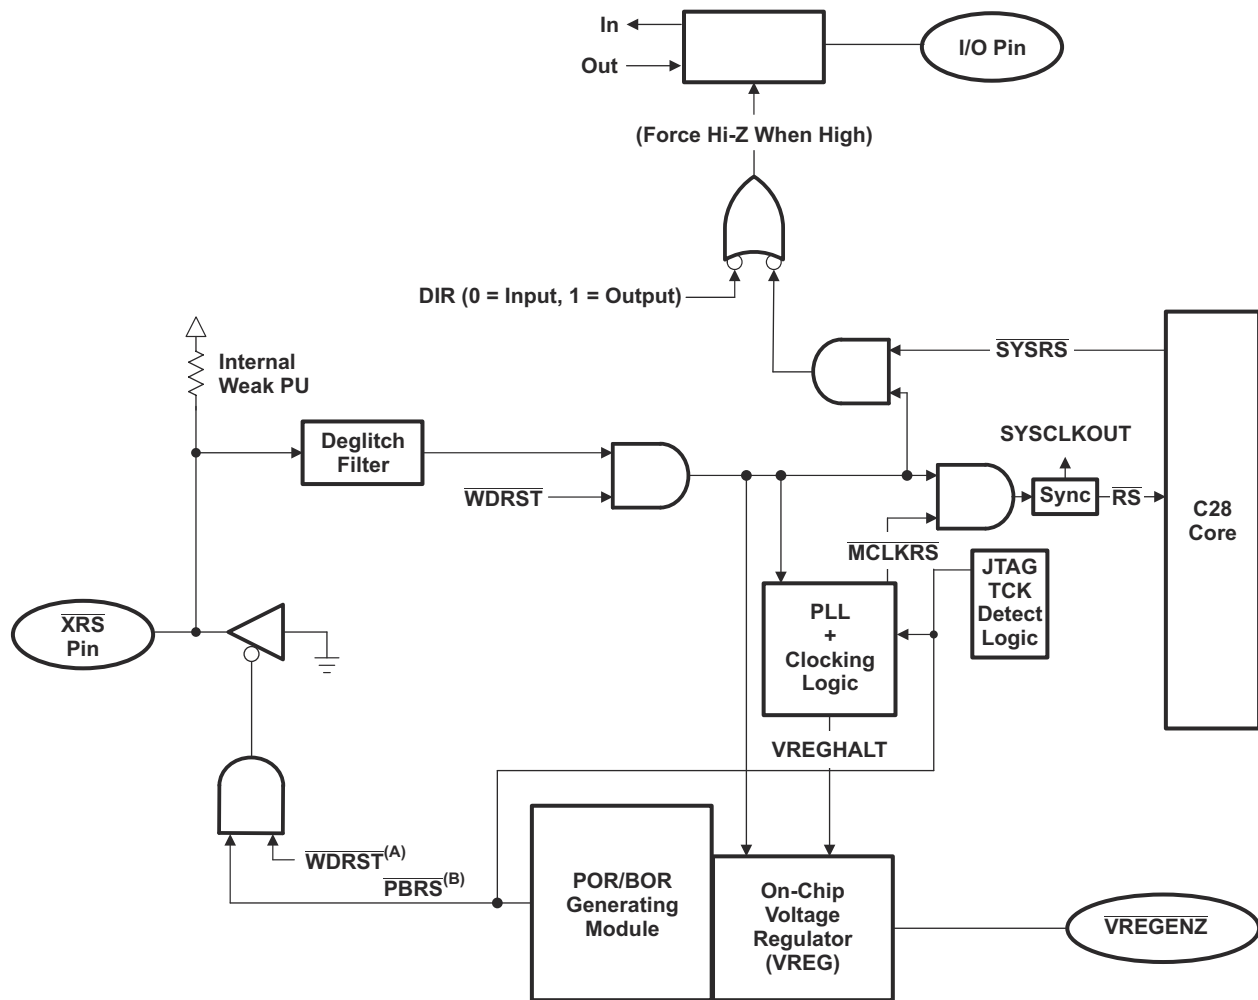 In
Out
I/O Pin
(Force Hi-Z When High)
DIR (0 = Input, 1 = Output)
Internal
Weak PU
SYSRS
Deglitch
Filter
SYSCLKOUT
WDRST
Sync
RS
C28
Core
MCLKRS
JTAG
TCK
Detect
Logic
XRS
Pin
PLL
+
Clocking
Logic
VREGHALT
WDRST(A)
PBRS(B)
POR/BOR
Generating
Module
On-Chip
Voltage
Regulator
(VREG)
VREGENZ